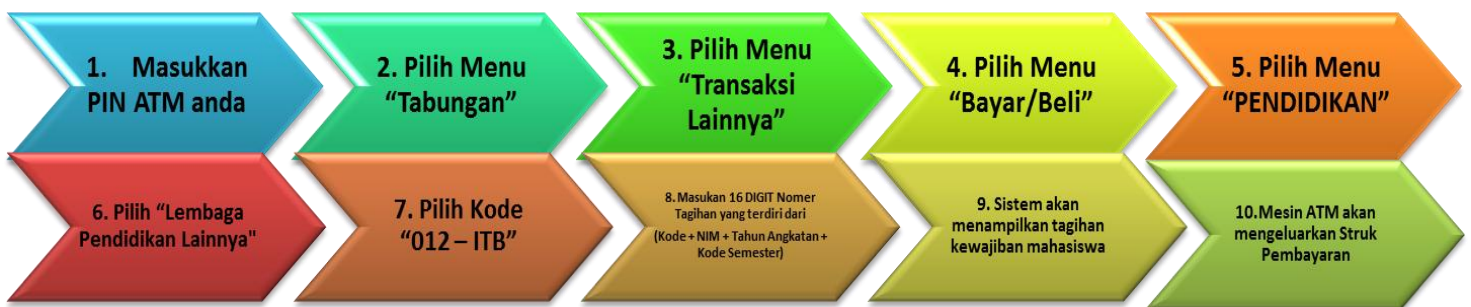 1. Masukkan
PIN ATM anda
2. Pilih Menu
“Tabungan”
3. Pilih Menu
“Transaksi
Lainnya”
4. Pilih Menu
“Bayar/Beli”
5. Pilih Menu
“PENDIDIKAN”
6. Pilih “Lembaga
Pendidikan Lainnya"
7. Pilih Kode
“012 – ITB”
8. Masukan 16 DIGIT Nomer
Tagihan yang terdiri dari
(Kode + NIM + Tahun Angkatan +
Kode Semester)
9. Sistem akan
menampilkan tagihan
kewajiban mahasiswa
10.Mesin ATM akan
mengeluarkan Struk
Pembayaran